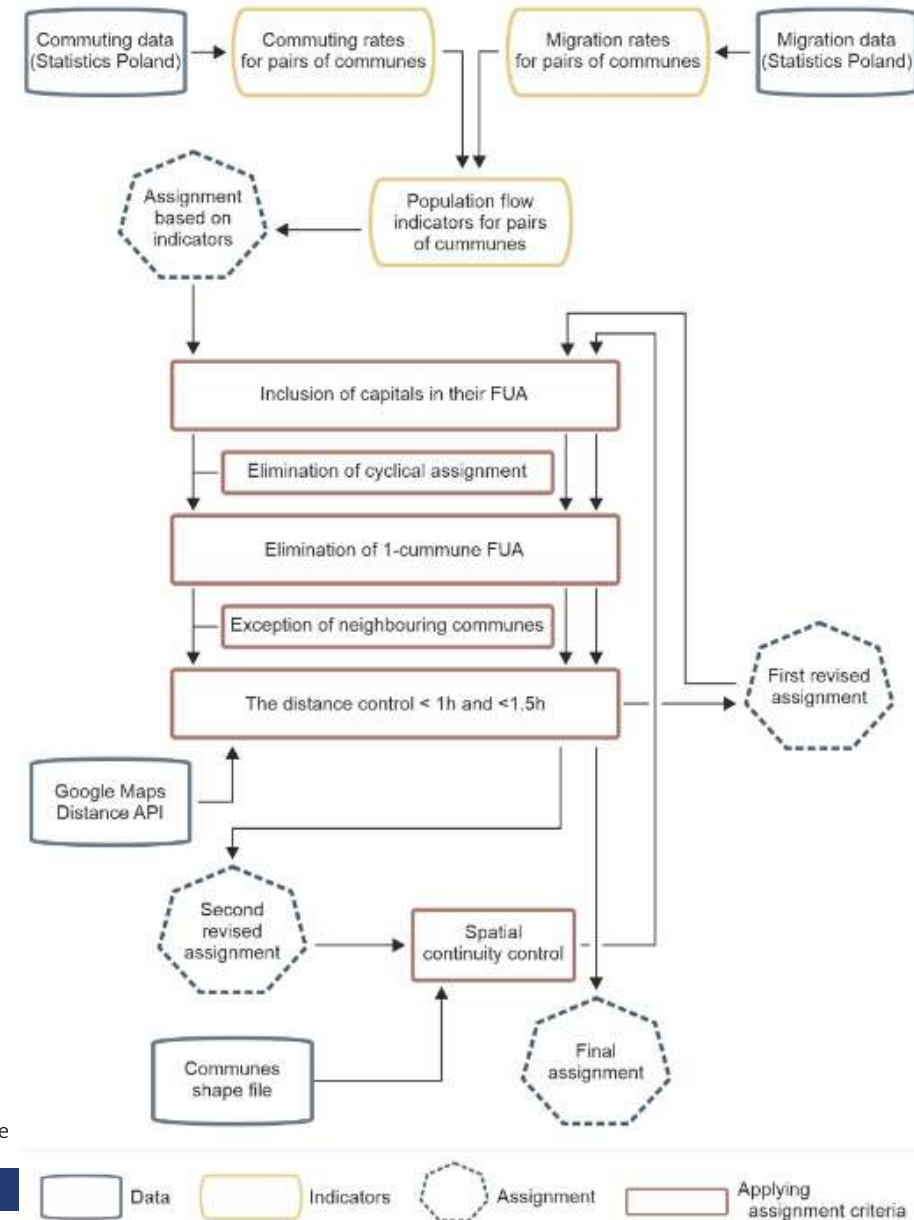 Commuting data
(Statistics Poland)
Commuting rates
for pairs of communes
Migration rates
for pairs of communes
Migration data
(Statistics Poland)
Assignment
based on
indicators
Population flow
indicators for pairs
of cummunes
Inclusion of capitals in their FUA
Elimination of cyclical assignment
Elimination of 1-cummune FUA
Exception of neighbouring communes
The distance control < 1h and <1.5h
First revised
assignment
Google Maps
Distance API
Second
revised
assignment
Spatial
continuity control
Communes
shape file
Final
assignment
Data
Indicators
Assignment
Applying
assignment criteria